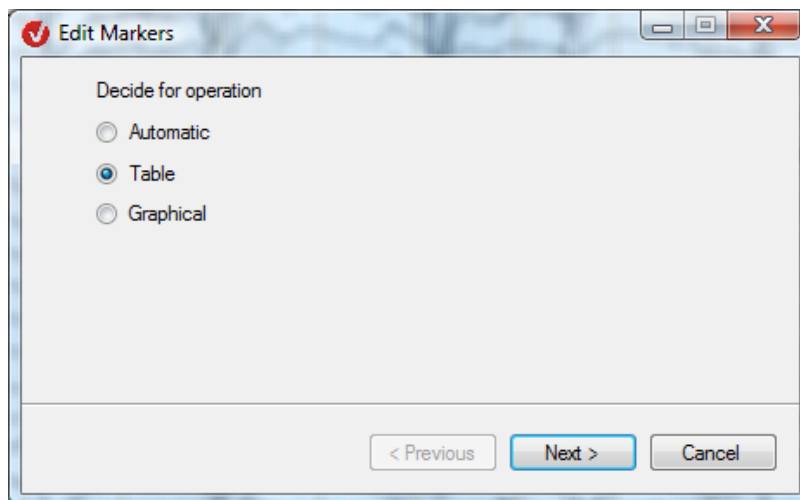 Edit Markers
Decide for operation
Automatic
Table
Graphical
< Previous
Next >
Cancel